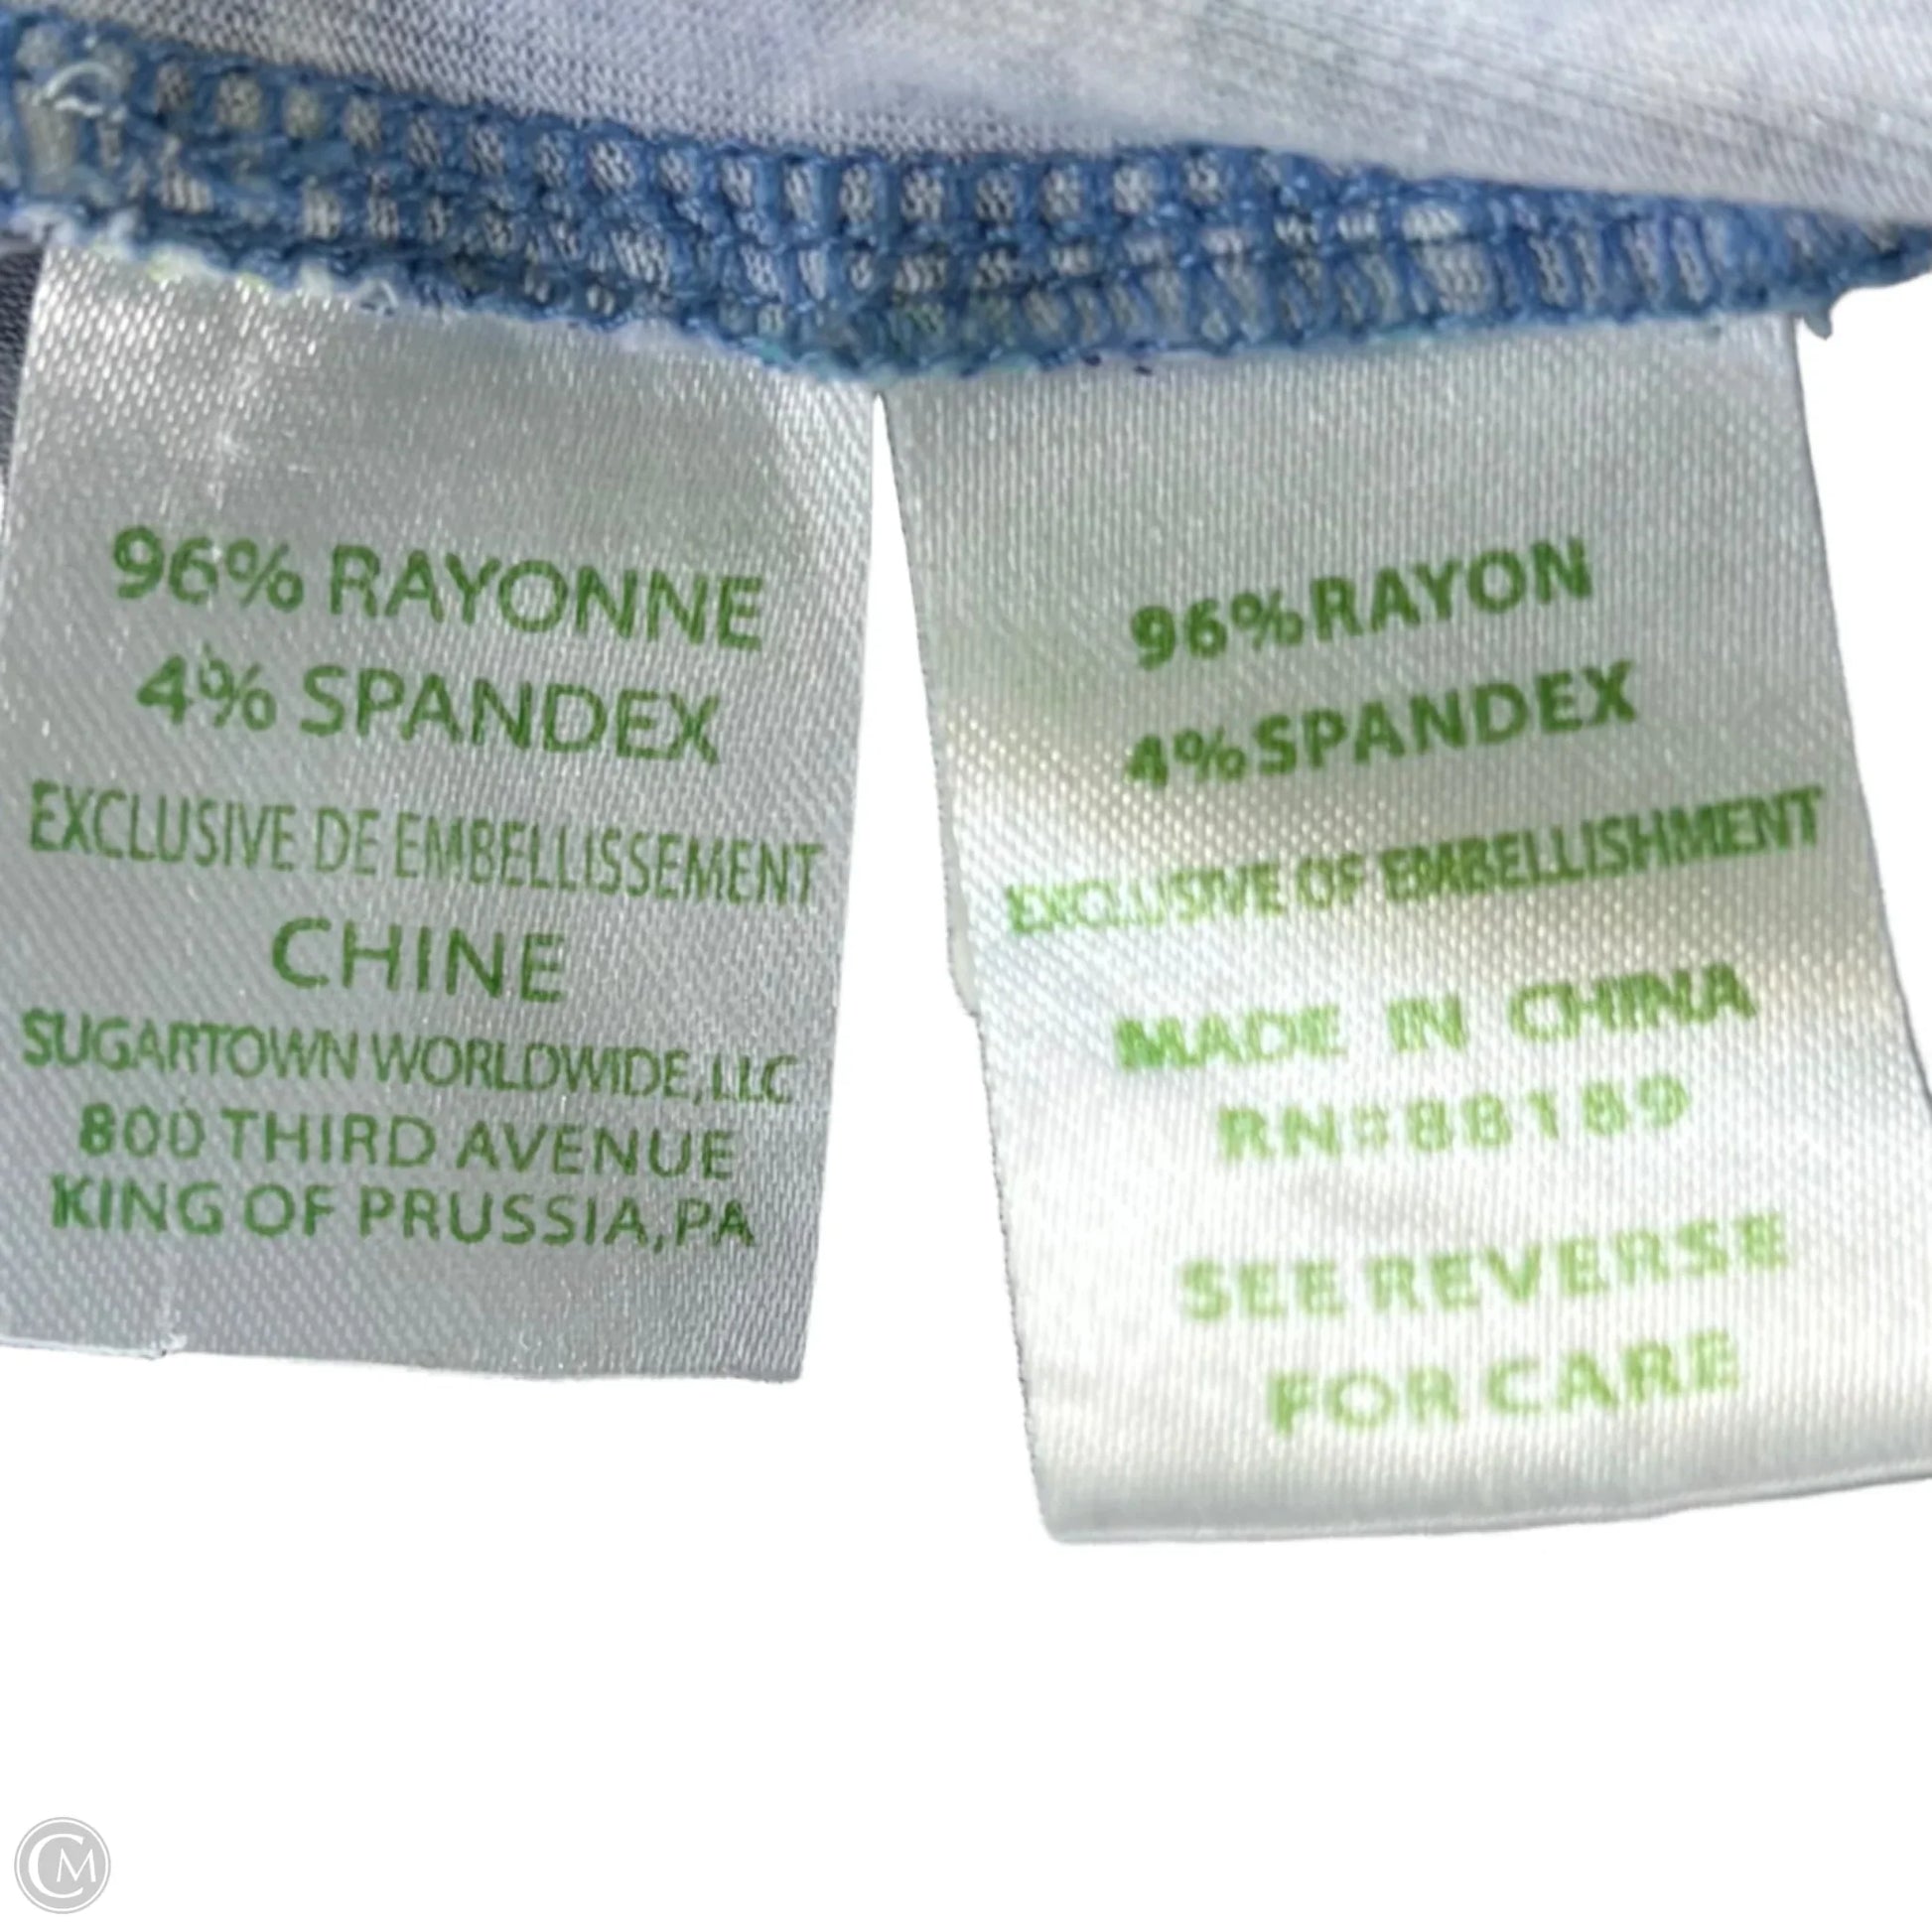 96% RAYONNE
4% SPANDEX
EXCLUSIVE DE EMBELLISSEMENT
CHINE
SUGARTOWN WORLDWIDE, LLC
800 THIRD AVENUE
KING OF PRUSSIA, PA
96% RAYON
4% SPANDEX
EXCLUSIVE OF EMBELLISHMENT
MADE IN CHINA
RN#88189
SEE REVERSE
FOR CARE
CM